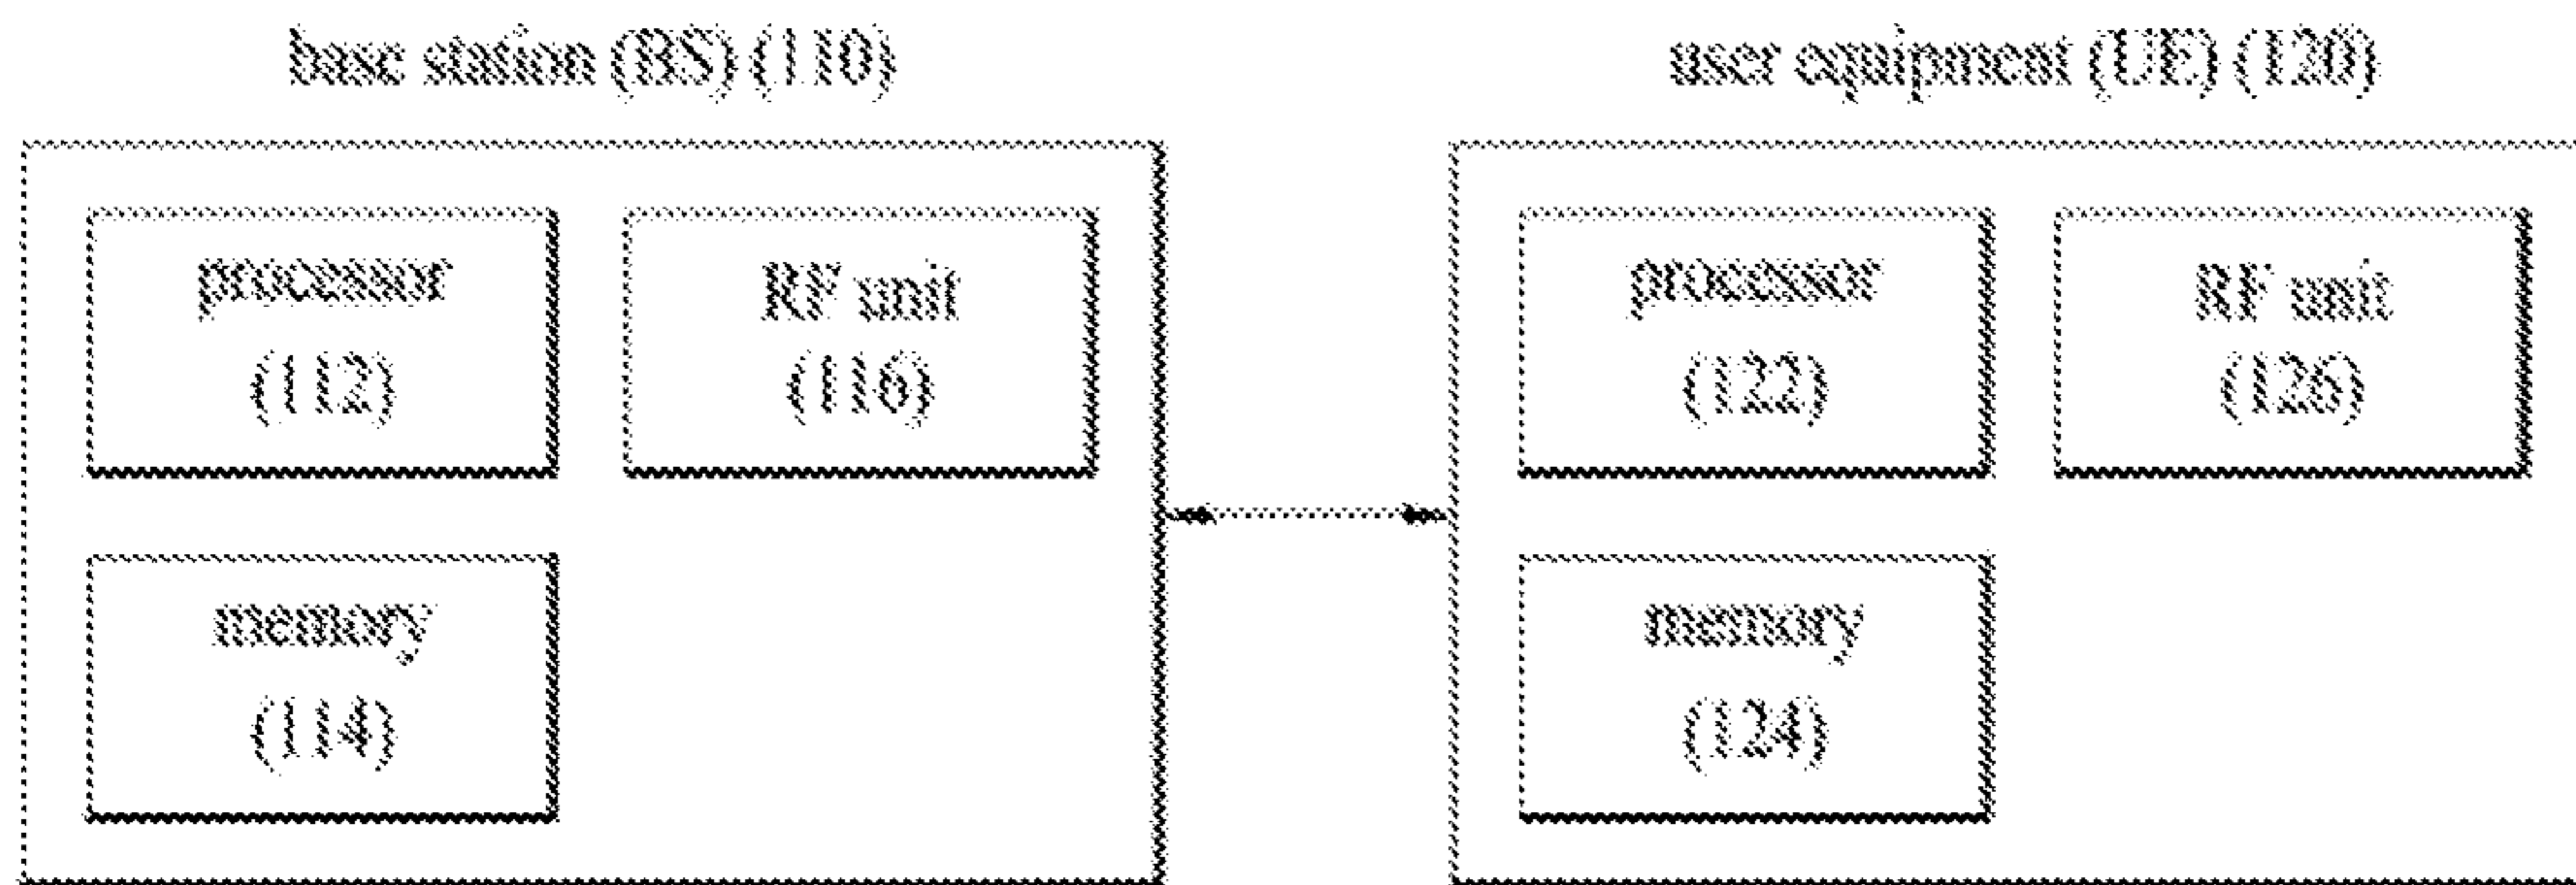 base station (BS) (110)
user equipment (UE) (120)
processor
(112)
RF unit
(116)
memory
(114)
processor
(122)
RF unit
(126)
memory
(124)